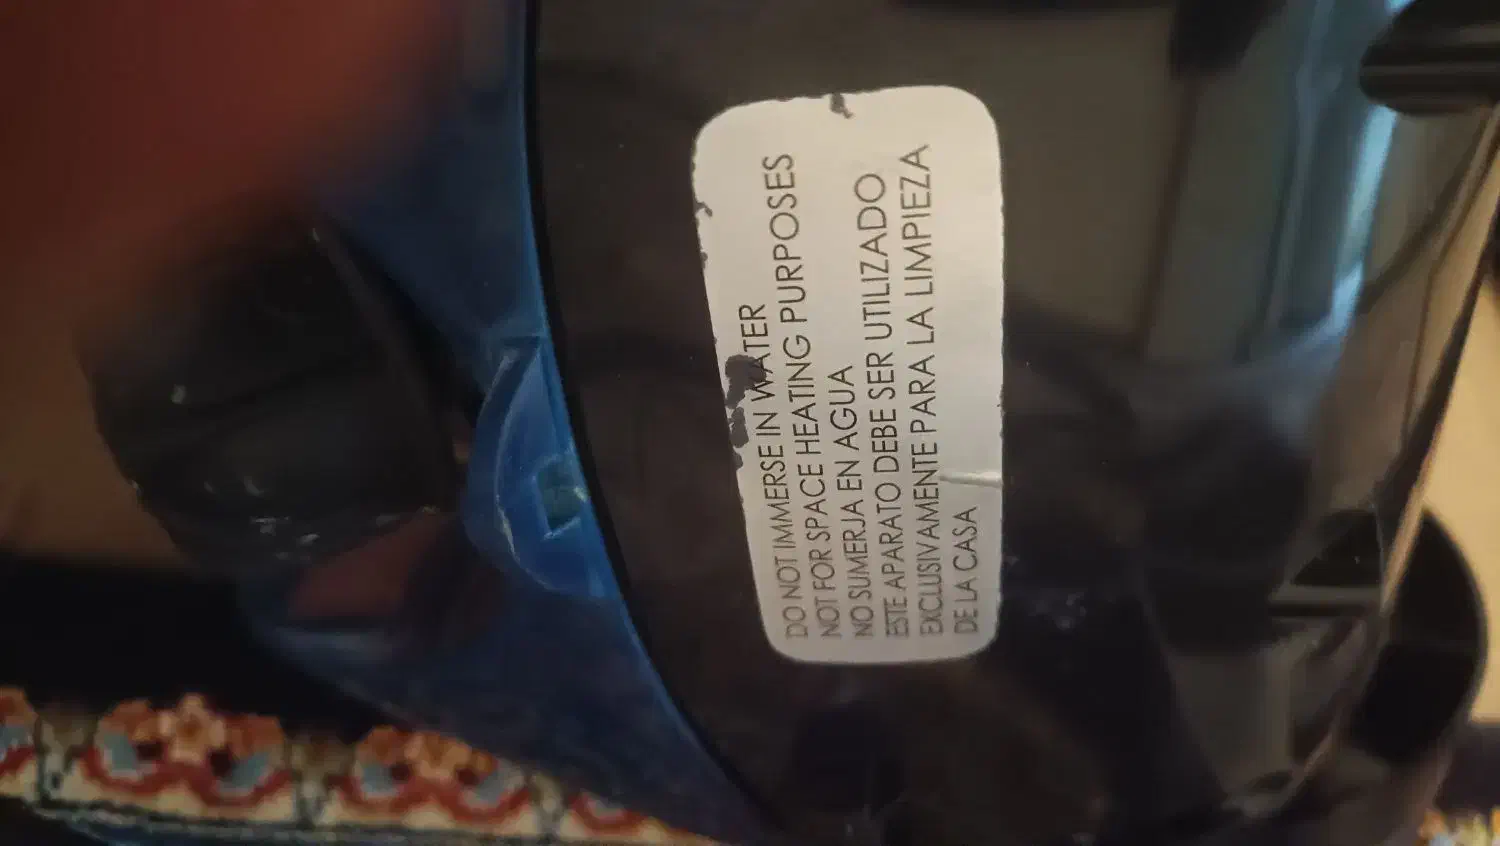 DO NOT IMMERSE IN WATER
NOT FOR SPACE HEATING PURPOSES
NO SUMERJA EN AGUA
ESTE APARATO DEBE SER UTILIZADO
EXCLUSIVAMENTE PARA LA LIMPIEZA
DE LA CASA